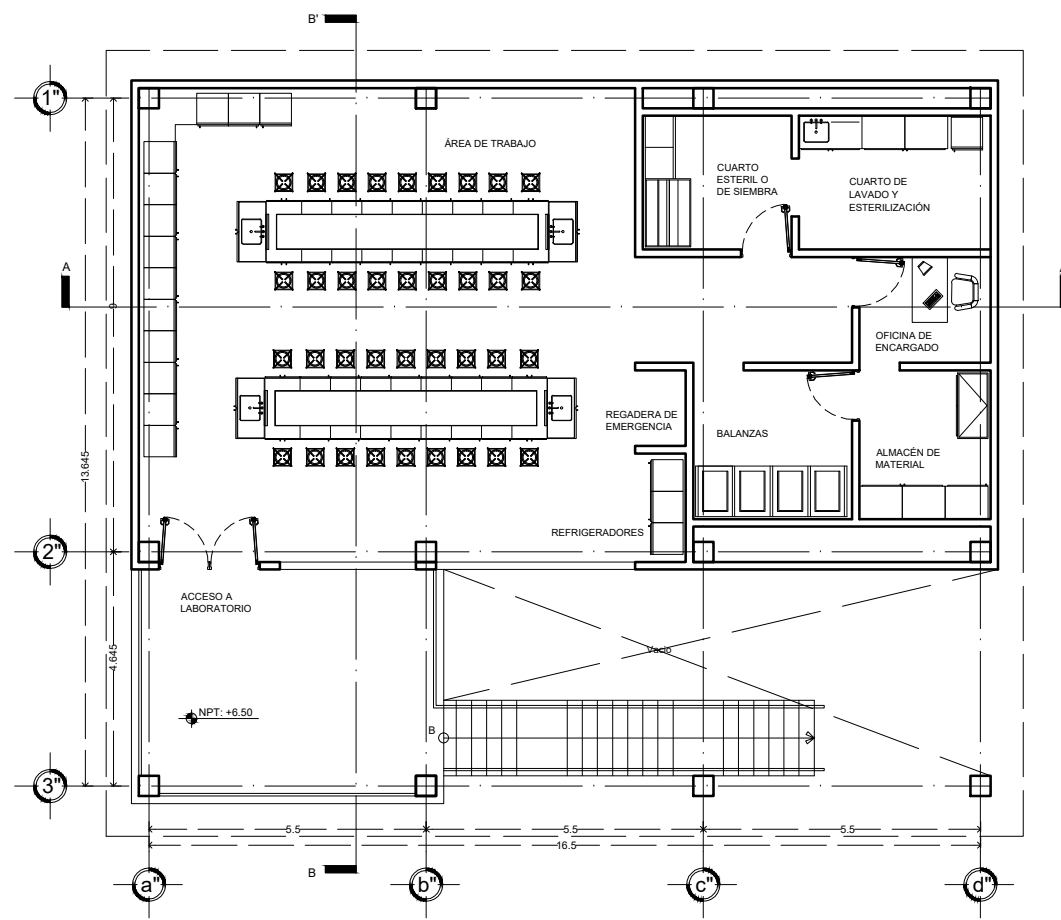 B'
1"
ÁREA DE TRABAJO
CUARTO
ESTERIL O
DE SIEMBRA
CUARTO DE
LAVADO Y
ESTERILIZACIÓN
A
9
OFICINA DE
ENCARGADO
REGADERA DE
EMERGENCIA
BALANZAS
ALMACÉN DE
MATERIAL
13.645
REFRIGERADORES
2"
ACCESO A
LABORATORIO
4.645
Vacío
NPT: +6.50
B
3"
5.5
5.5
5.5
16.5
B
a"
b"
c"
d"